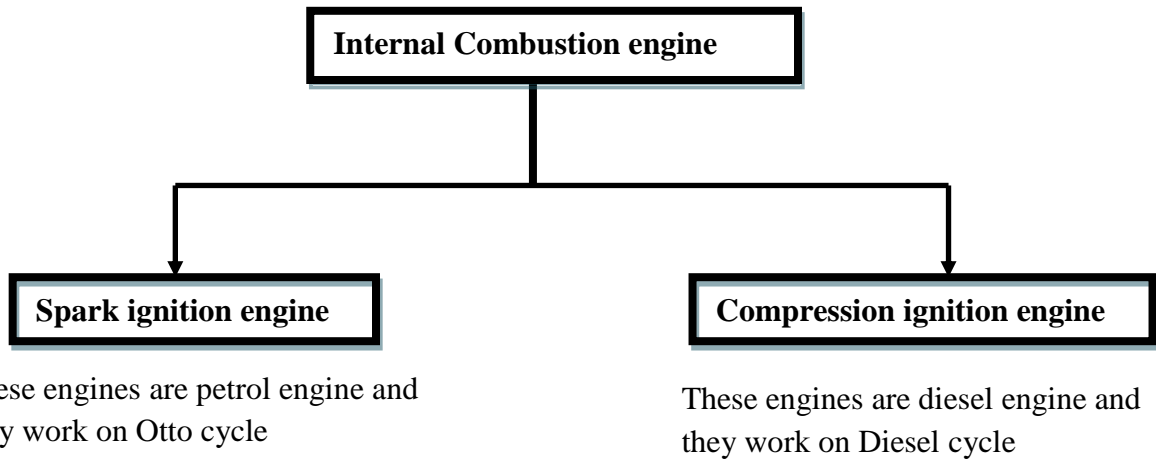 Internal Combustion engine
Spark ignition engine
Compression ignition engine
ese engines are petrol engine and
y work on Otto cycle
These engines are diesel engine and
they work on Diesel cycle